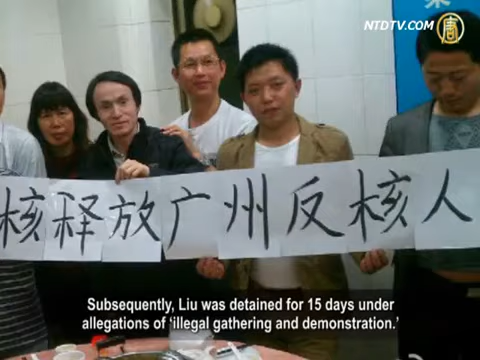 NTDTV.COM
核释放广州反核人
Subsequently, Liu was detained for 15 days under
allegations of ‘illegal gathering and demonstration.’